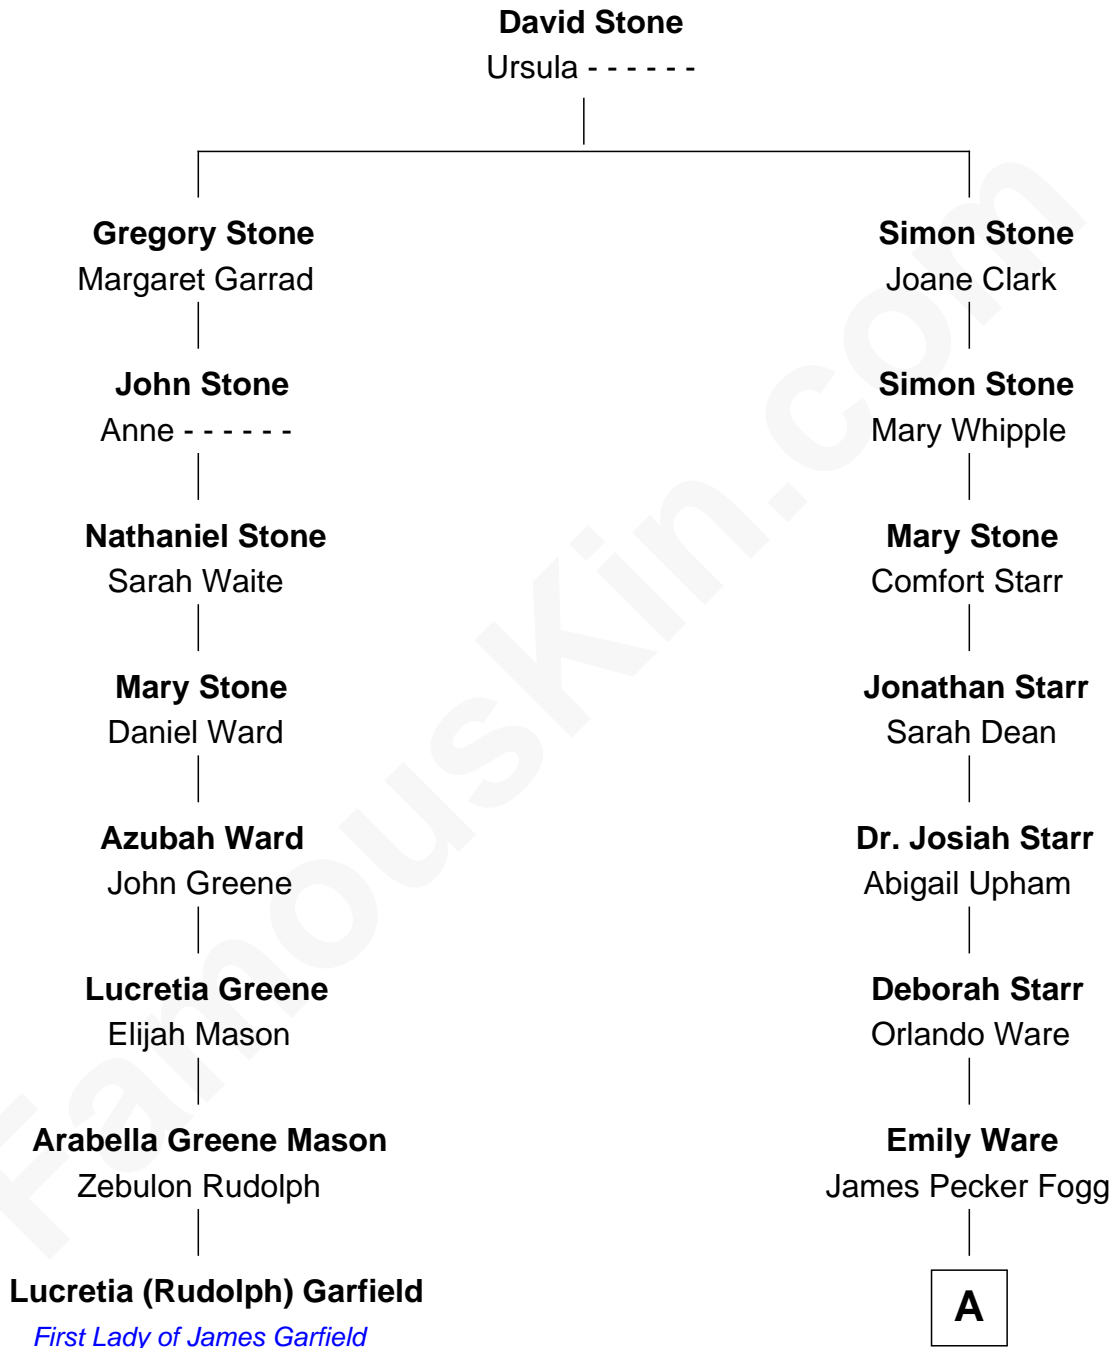 David Stone
Ursula - - - - - -
Gregory Stone
Margaret Garrad
Simon Stone
Joane Clark
John Stone
Anne - - - - - -
Simon Stone
Mary Whipple
Nathaniel Stone
Sarah Waite
Mary Stone
Comfort Starr
Mary Stone
Daniel Ward
Jonathan Starr
Sarah Dean
Azubah Ward
John Greene
Dr. Josiah Starr
Abigail Upham
Lucretia Greene
Elijah Mason
Deborah Starr
Orlando Ware
Arabella Greene Mason
Zebulon Rudolph
Emily Ware
James Pecker Fogg
Lucretia (Rudolph) Garfield
First Lady of James Garfield
A
FamousKin.com